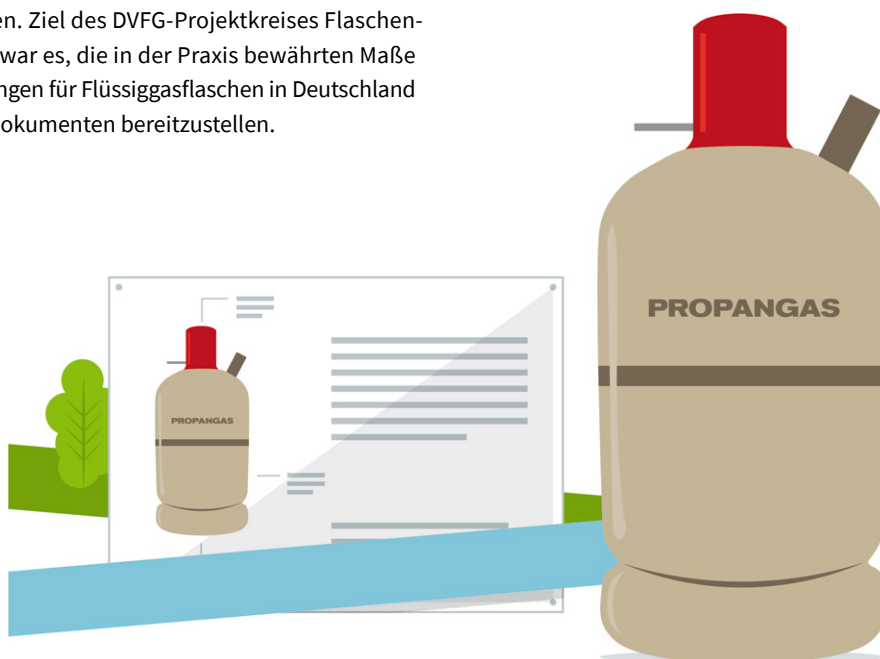 en. Ziel des DVFG-Projektkreises Flaschen-
war es, die in der Praxis bewährten Maße
ngen für Flüssiggasflaschen in Deutschland
okumenten bereitzustellen.
PROPANGAS
PROPANGAS